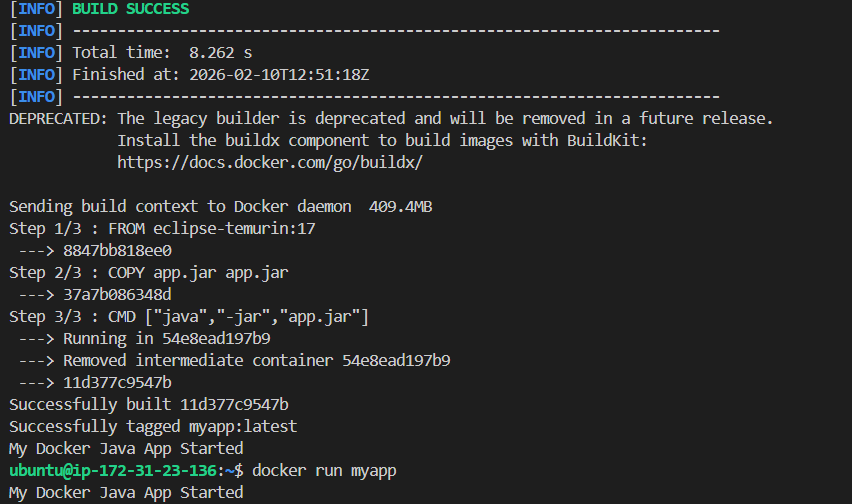 [INFO] BUILD SUCCESS
[INFO] ------------------------------------------------------------------------
[INFO] Total time:  8.262 s
[INFO] Finished at: 2026-02-10T12:51:18Z
[INFO] ------------------------------------------------------------------------
DEPRECATED: The legacy builder is deprecated and will be removed in a future release.
            Install the buildx component to build images with BuildKit:
            https://docs.docker.com/go/buildx/

Sending build context to Docker daemon  409.4MB
Step 1/3 : FROM eclipse-temurin:17
 ---> 8847bb818ee0
Step 2/3 : COPY app.jar app.jar
 ---> 37a7b086348d
Step 3/3 : CMD ["java","-jar","app.jar"]
 ---> Running in 54e8ead197b9
 ---> Removed intermediate container 54e8ead197b9
 ---> 11d377c9547b
Successfully built 11d377c9547b
Successfully tagged myapp:latest
My Docker Java App Started
ubuntu@ip-172-31-23-136:~$ docker run myapp
My Docker Java App Started